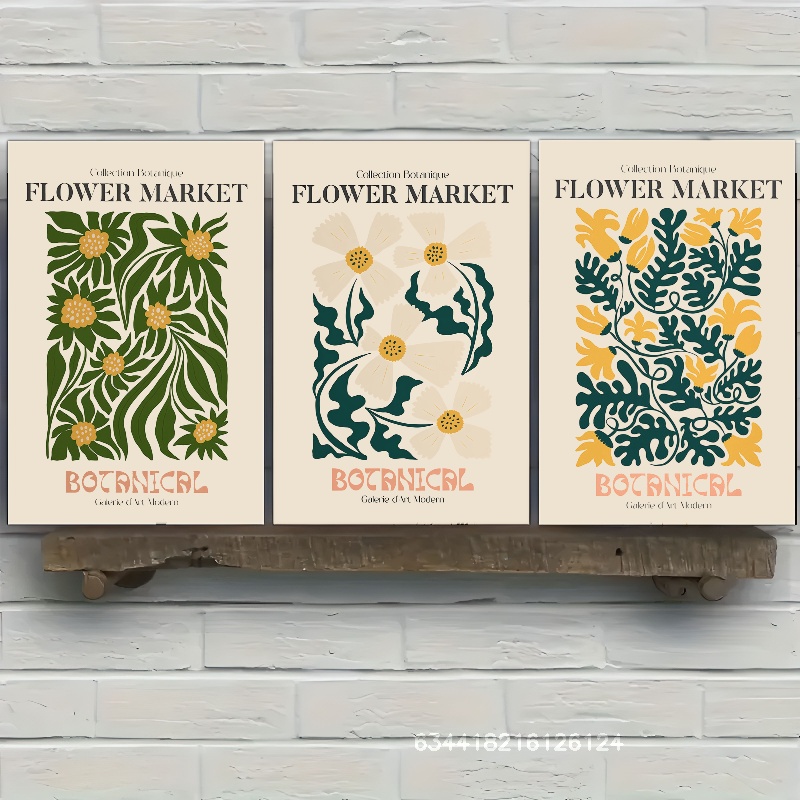 Collection Botanique
FLOWER MARKET
BOTANICAL
Galerie d'Art Modern
Collection Botanique
FLOWER MARKET
BOTANICAL
Galerie d'Art Modern
Collection Botanique
FLOWER MARKET
BOTANICAL
Galerie d'Art Modern
634418216126124